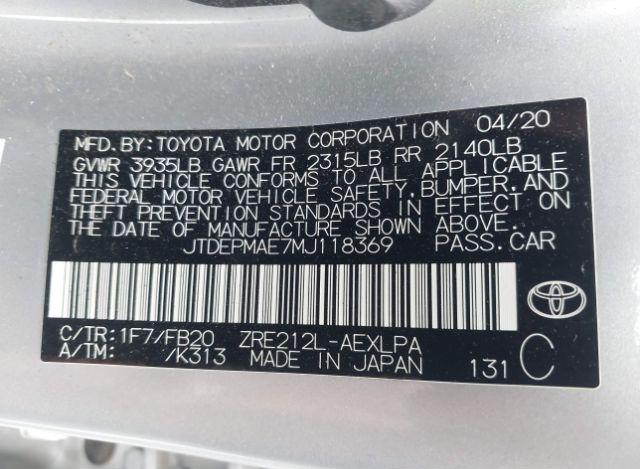 MFD.BY:TOYOTA MOTOR CORPORATION 04/20
GVWR 3935LB GAWR FR 2315LB RR 2140LB
THIS VEHICLE CONFORMS TO ALL APPLICABLE
FEDERAL MOTOR VEHICLE SAFETY,BUMPER,AND
THEFT PREVENTION STANDARDS IN EFFECT ON
THE DATE OF MANUFACTURE SHOWN ABOVE.
JTDEPMAE7MJ118369 PASS.CAR
C/TR:1F7/FB20 ZRE212L-AEXLPA
A/TM: /K313 MADE IN JAPAN 131 C